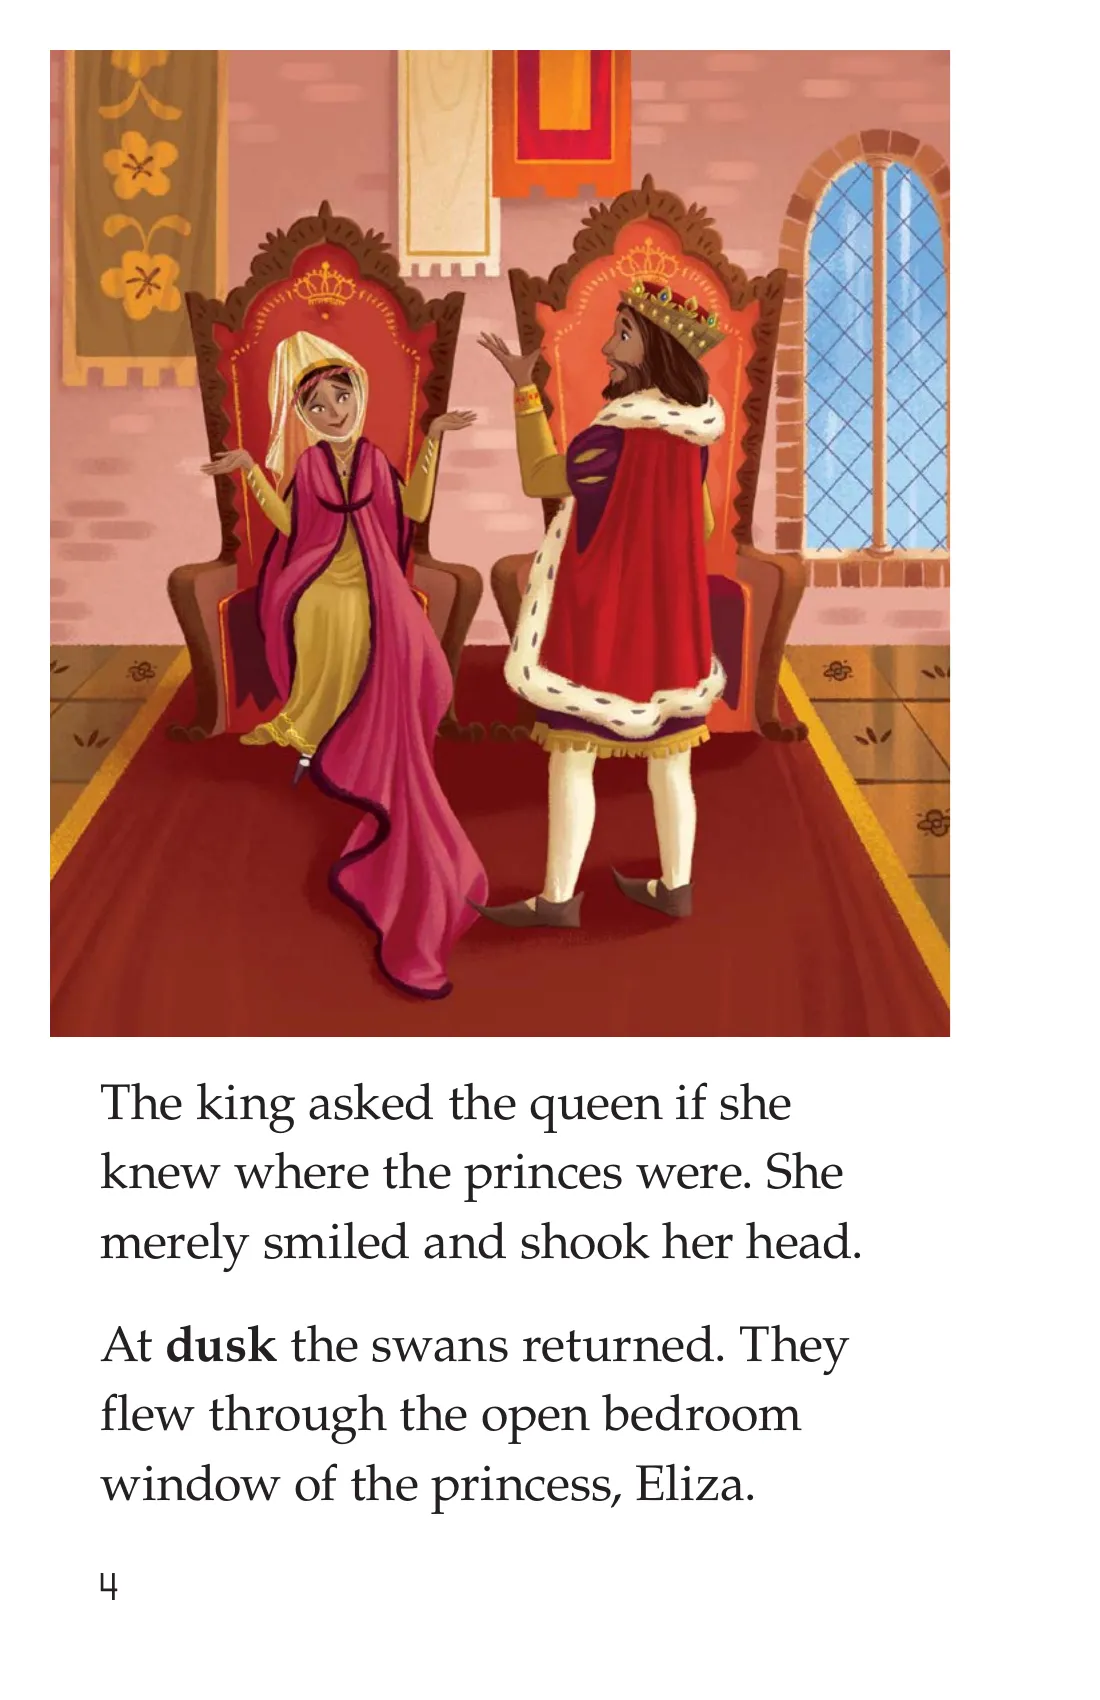 The king asked the queen if she
knew where the princes were. She
merely smiled and shook her head.
At dusk the swans returned. They
flew through the open bedroom
window of the princess, Eliza.
4